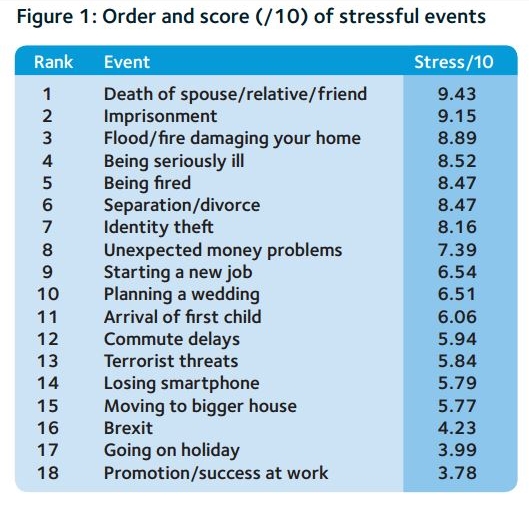 Figure 1: Order and score (/10) of stressful events
Rank Event Stress/10
1 Death of spouse/relative/friend 9.43
2 Imprisonment 9.15
3 Flood/fire damaging your home 8.89
4 Being seriously ill 8.52
5 Being fired 8.47
6 Separation/divorce 8.47
7 Identity theft 8.16
8 Unexpected money problems 7.39
9 Starting a new job 6.54
10 Planning a wedding 6.51
11 Arrival of first child 6.06
12 Commute delays 5.94
13 Terrorist threats 5.84
14 Losing smartphone 5.79
15 Moving to bigger house 5.77
16 Brexit 4.23
17 Going on holiday 3.99
18 Promotion/success at work 3.78